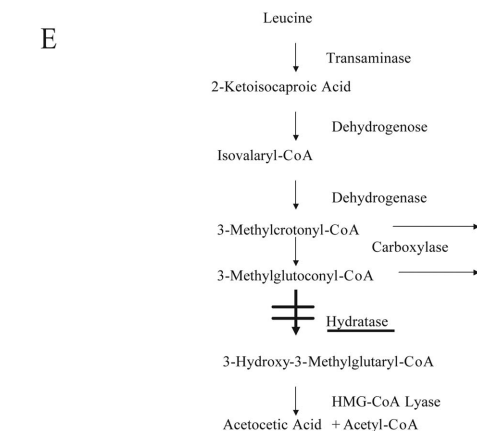 Leucine
E
Transaminase
2-Ketoisocaproic Acid
Dehydrogenose
Isovalaryl-CoA
Dehydrogenase
3-Methylcrotonyl-CoA
Carboxylase
3-Methylglutoconyl-CoA
Hydratase
3-Hydroxy-3-Methylglutaryl-CoA
HMG-CoA Lyase
Acetocetic Acid + Acetyl-CoA